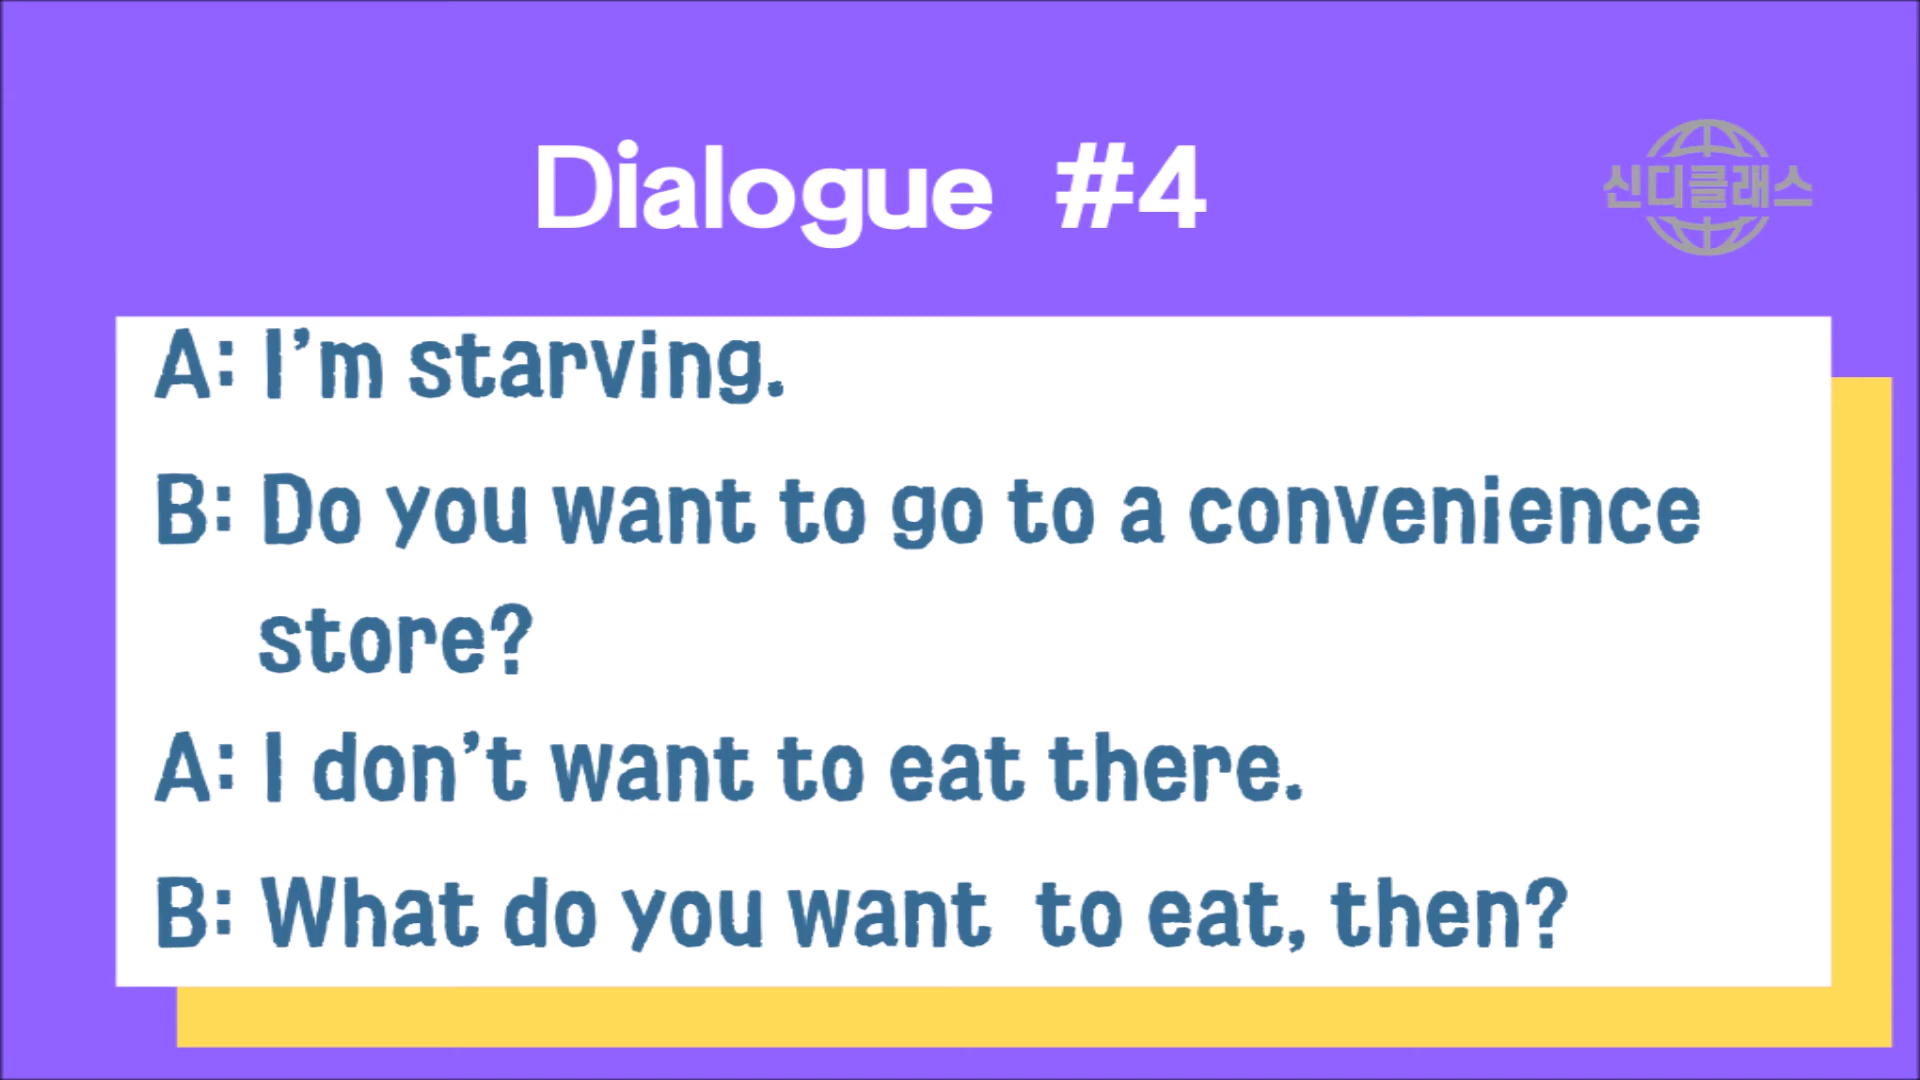 Dialogue #4
신디클래스
A: I'm starving.
B: Do you want to go to a convenience
store?
A: I don't want to eat there.
B: What do you want to eat, then?